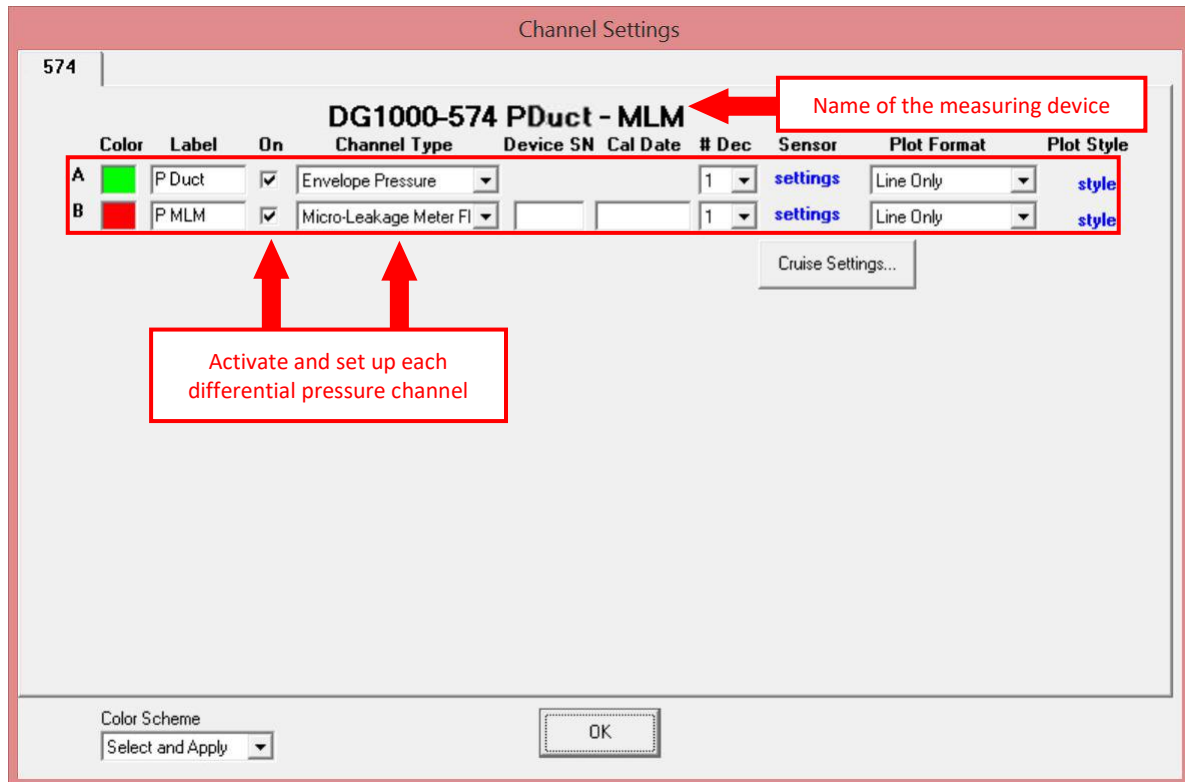 Channel Settings
574
DG1000-574 PDuct - MLM
Name of the measuring device
Color Label On Channel Type Device SN Cal Date # Dec Sensor Plot Format Plot Style
A P Duct Envelope Pressure 1 settings Line Only style
B P MLM Micro-Leakage Meter Fl 1 settings Line Only style
Cruise Settings...
Activate and set up each
differential pressure channel
Color Scheme
Select and Apply
OK